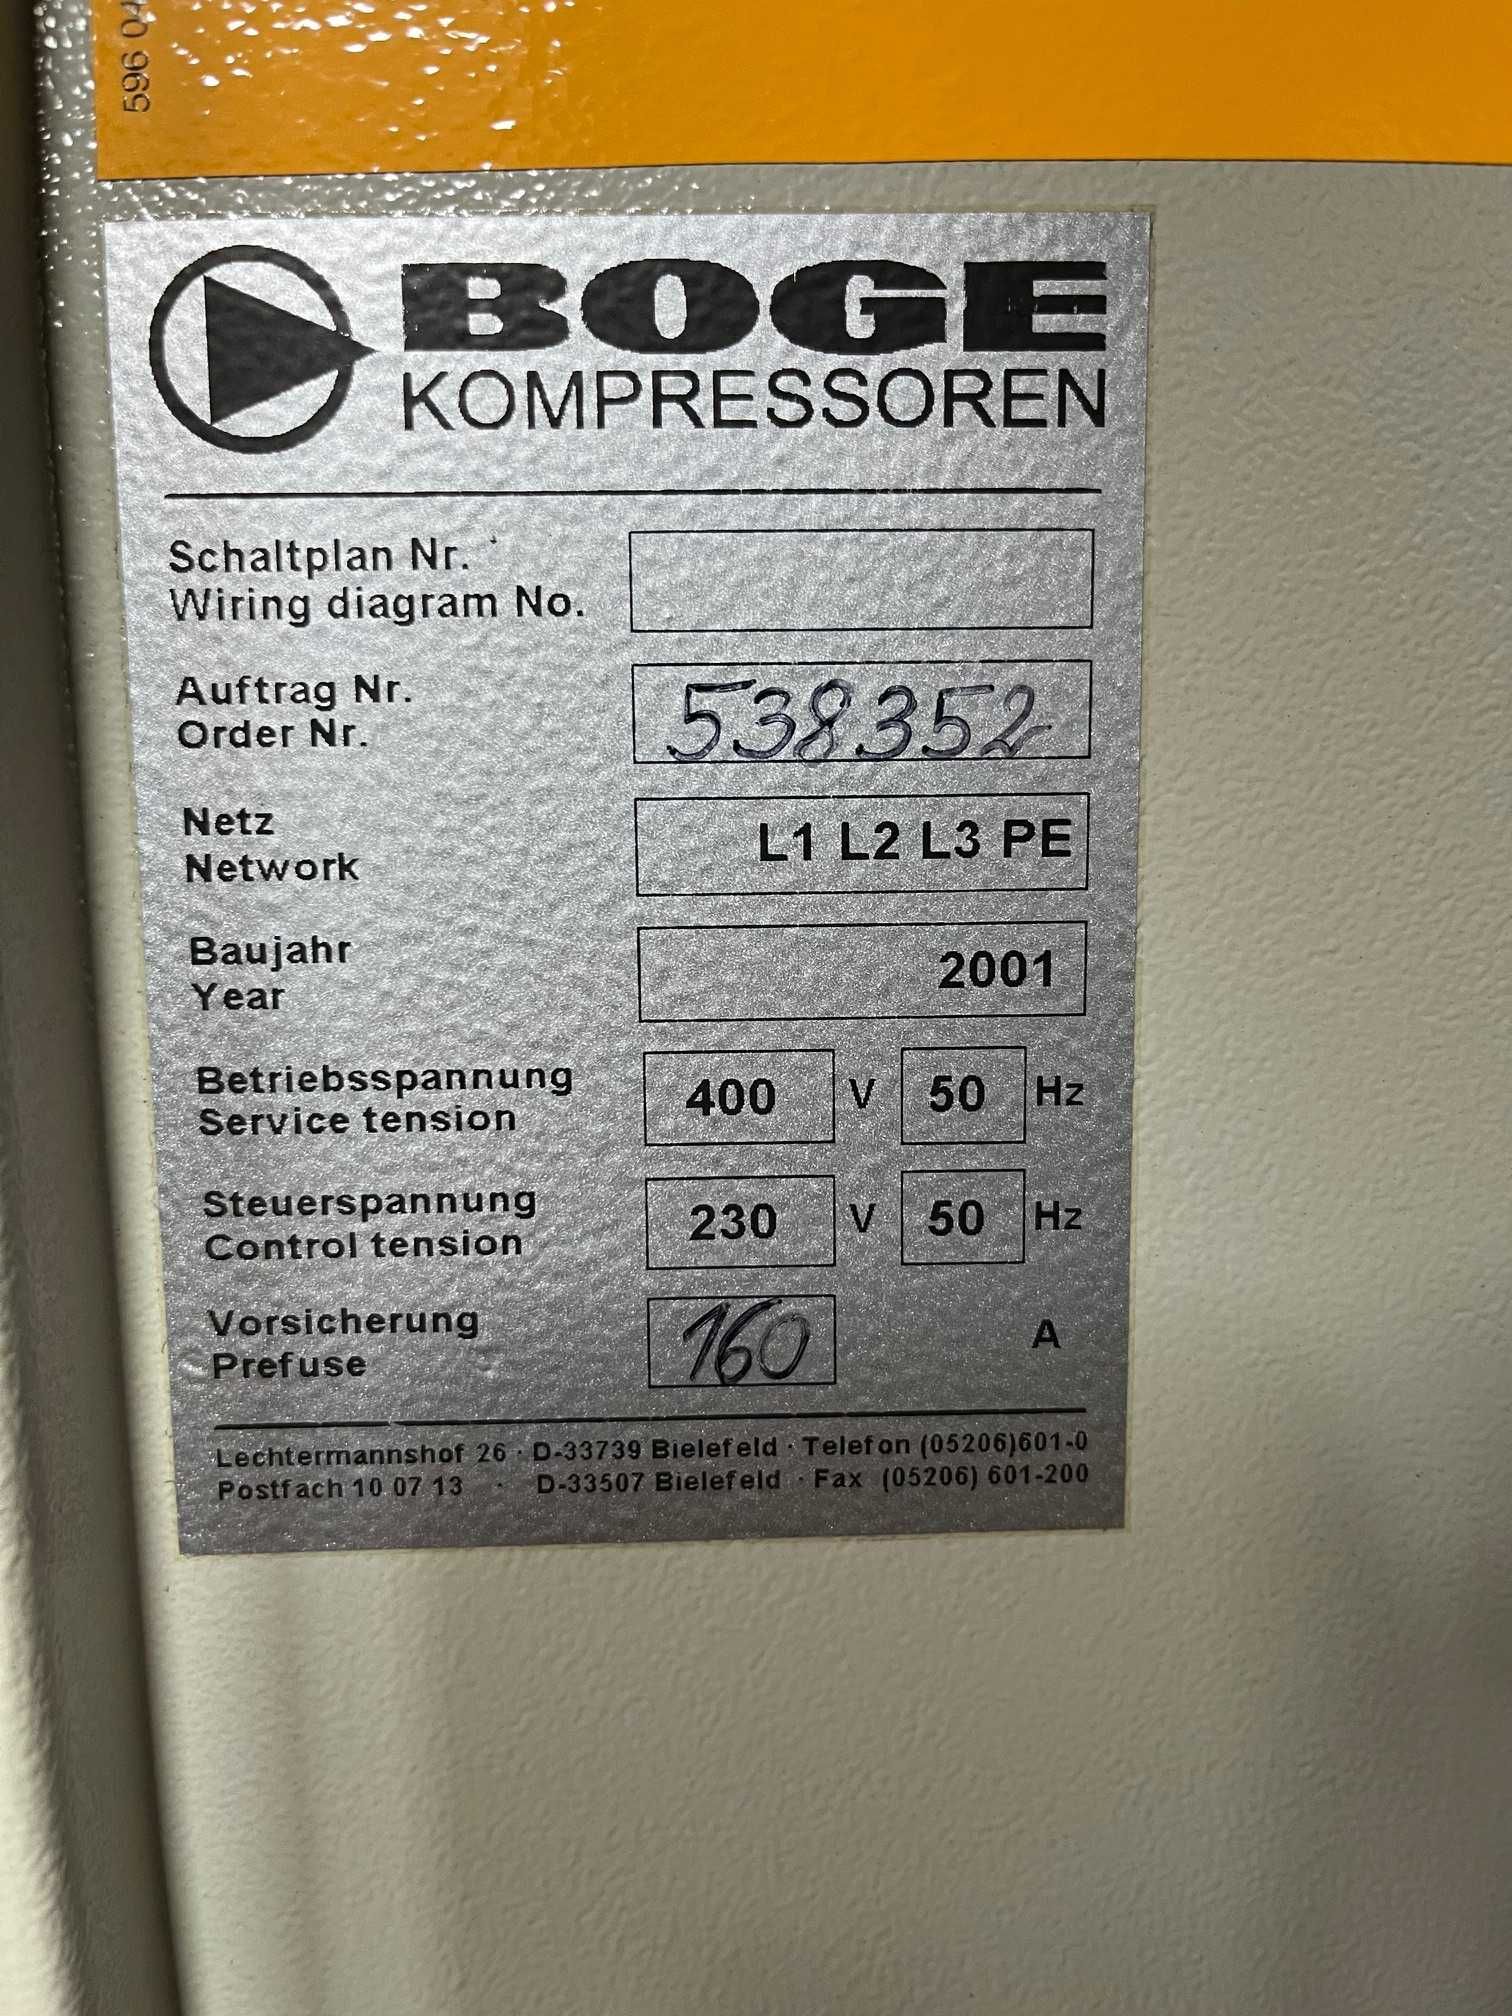 596 04
BOGE
KOMPRESSOREN
Schaltplan Nr.
Wiring diagram No.
Auftrag Nr.
Order Nr.
538352
Netz
Network
L1 L2 L3 PE
Baujahr
Year
2001
Betriebsspannung
Service tension
400 V 50 Hz
Steuerspannung
Control tension
230 V 50 Hz
Vorsicherung
Prefuse
160 A
Lechtermannshof 26 · D-33739 Bielefeld · Telefon (05206)601-0
Postfach 10 07 13 · D-33507 Bielefeld · Fax (05206) 601-200